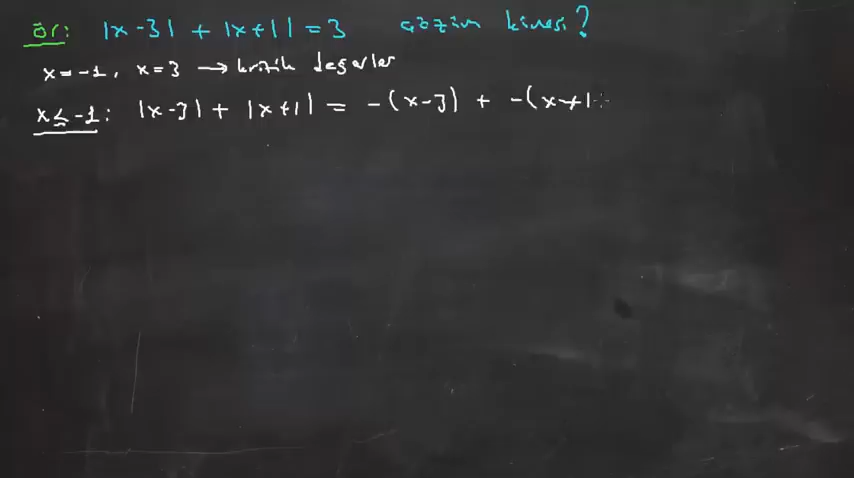 ör: |x-3| + |x+1| = 3 çözüm kümesi?
x=-1, x=3 → kritik değerler
x≤-1: |x-3| + |x+1| = -(x-3) + -(x+1